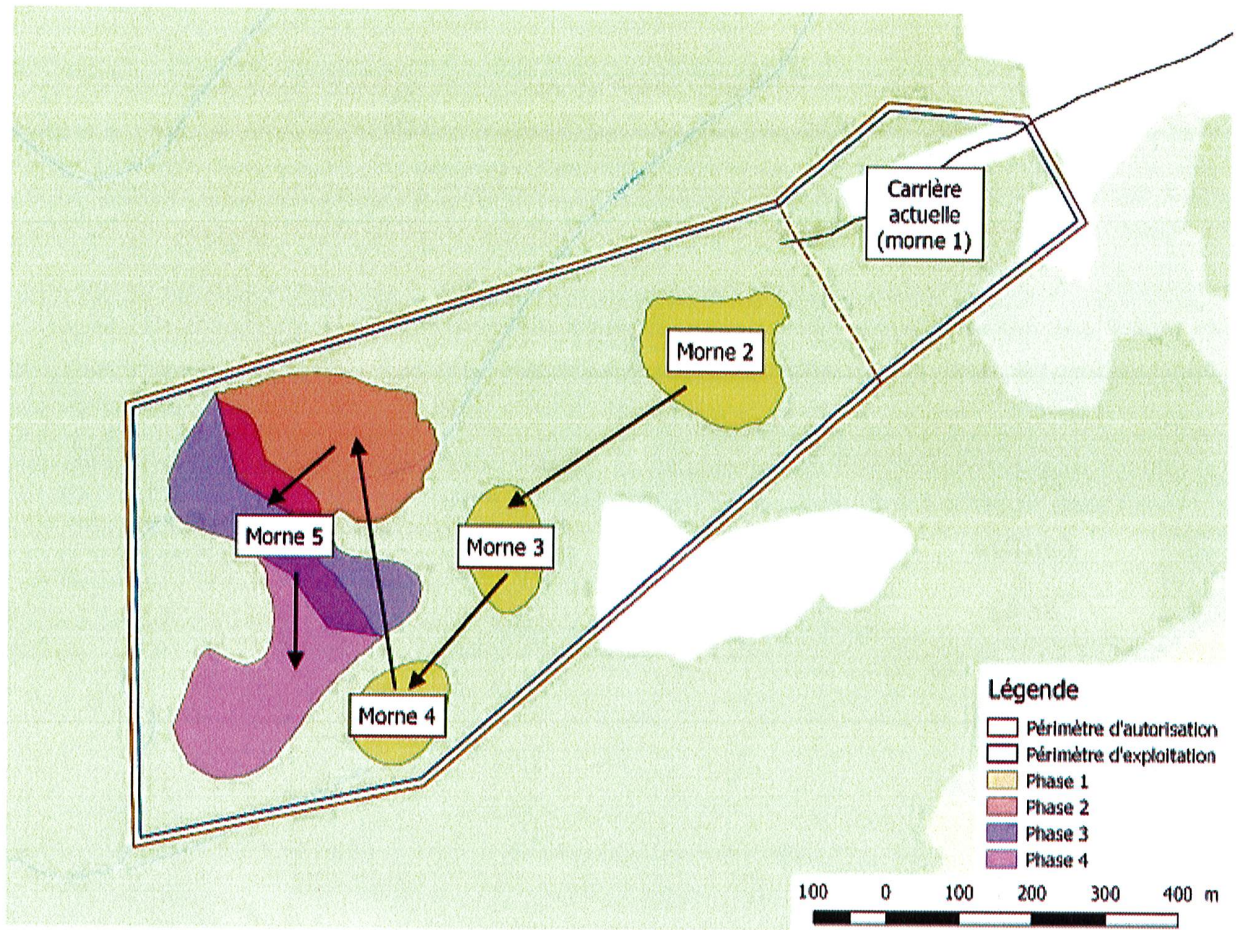 Carrière
actuelle
(morne 1)
Morne 2
Morne 3
Morne 5
Morne 4
Légende
Périmètre d'autorisation
Périmètre d'exploitation
Phase 1
Phase 2
Phase 3
Phase 4
100 0 100 200 300 400 m